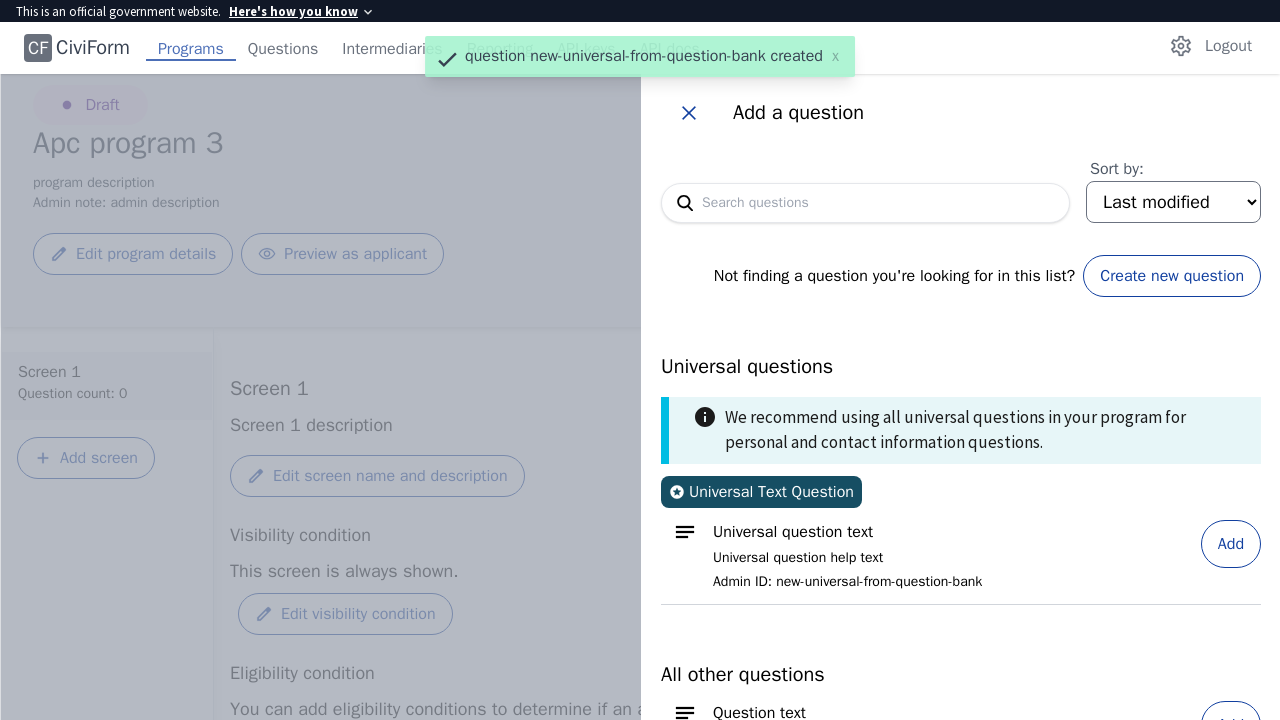 This is an official government website. Here's how you know
CF CiviForm
Programs
Questions
Intermediaries
Reporting
API keys
API docs
Logout
question new-universal-from-question-bank created x
Draft
Apc program 3
program description
Admin note: admin description
Edit program details
Preview as applicant
Screen 1
Question count: 0
Add screen
Screen 1
Screen 1 description
Edit screen name and description
Visibility condition
This screen is always shown.
Edit visibility condition
Eligibility condition
You can add eligibility conditions to determine if an a
Add a question
Sort by:
Search questions
Last modified
Not finding a question you're looking for in this list?
Create new question
Universal questions
We recommend using all universal questions in your program for
personal and contact information questions.
Universal Text Question
Universal question text
Universal question help text
Admin ID: new-universal-from-question-bank
Add
All other questions
Question text
Add